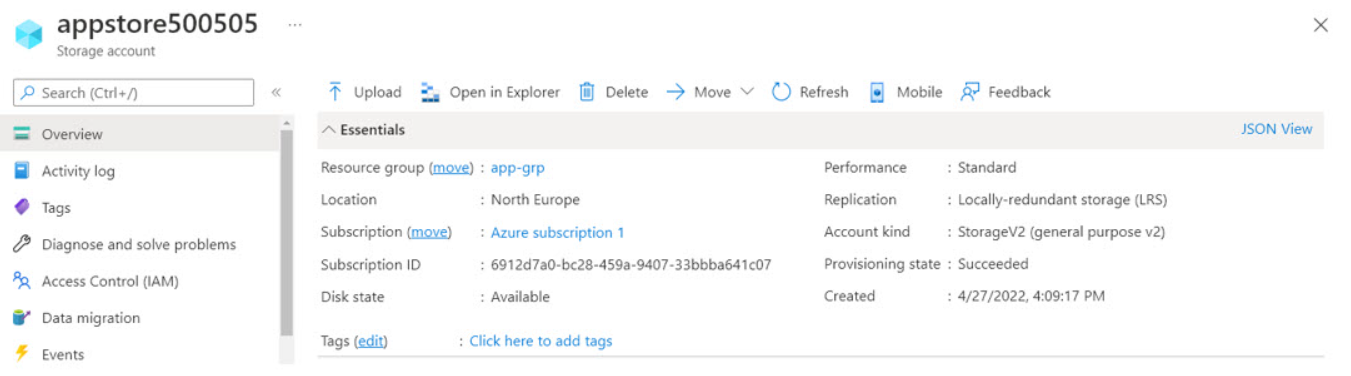 appstore500505 ...
Storage account
Search (Ctrl+/) «
Overview
Activity log
Tags
Diagnose and solve problems
Access Control (IAM)
Data migration
Events
Upload Open in Explorer Delete Move Refresh Mobile Feedback
Essentials JSON View
Resource group (move) : app-grp
Location : North Europe
Subscription (move) : Azure subscription 1
Subscription ID : 6912d7a0-bc28-459a-9407-33bbba641c07
Disk state : Available
Tags (edit) : Click here to add tags
Performance : Standard
Replication : Locally-redundant storage (LRS)
Account kind : StorageV2 (general purpose v2)
Provisioning state : Succeeded
Created : 4/27/2022, 4:09:17 PM